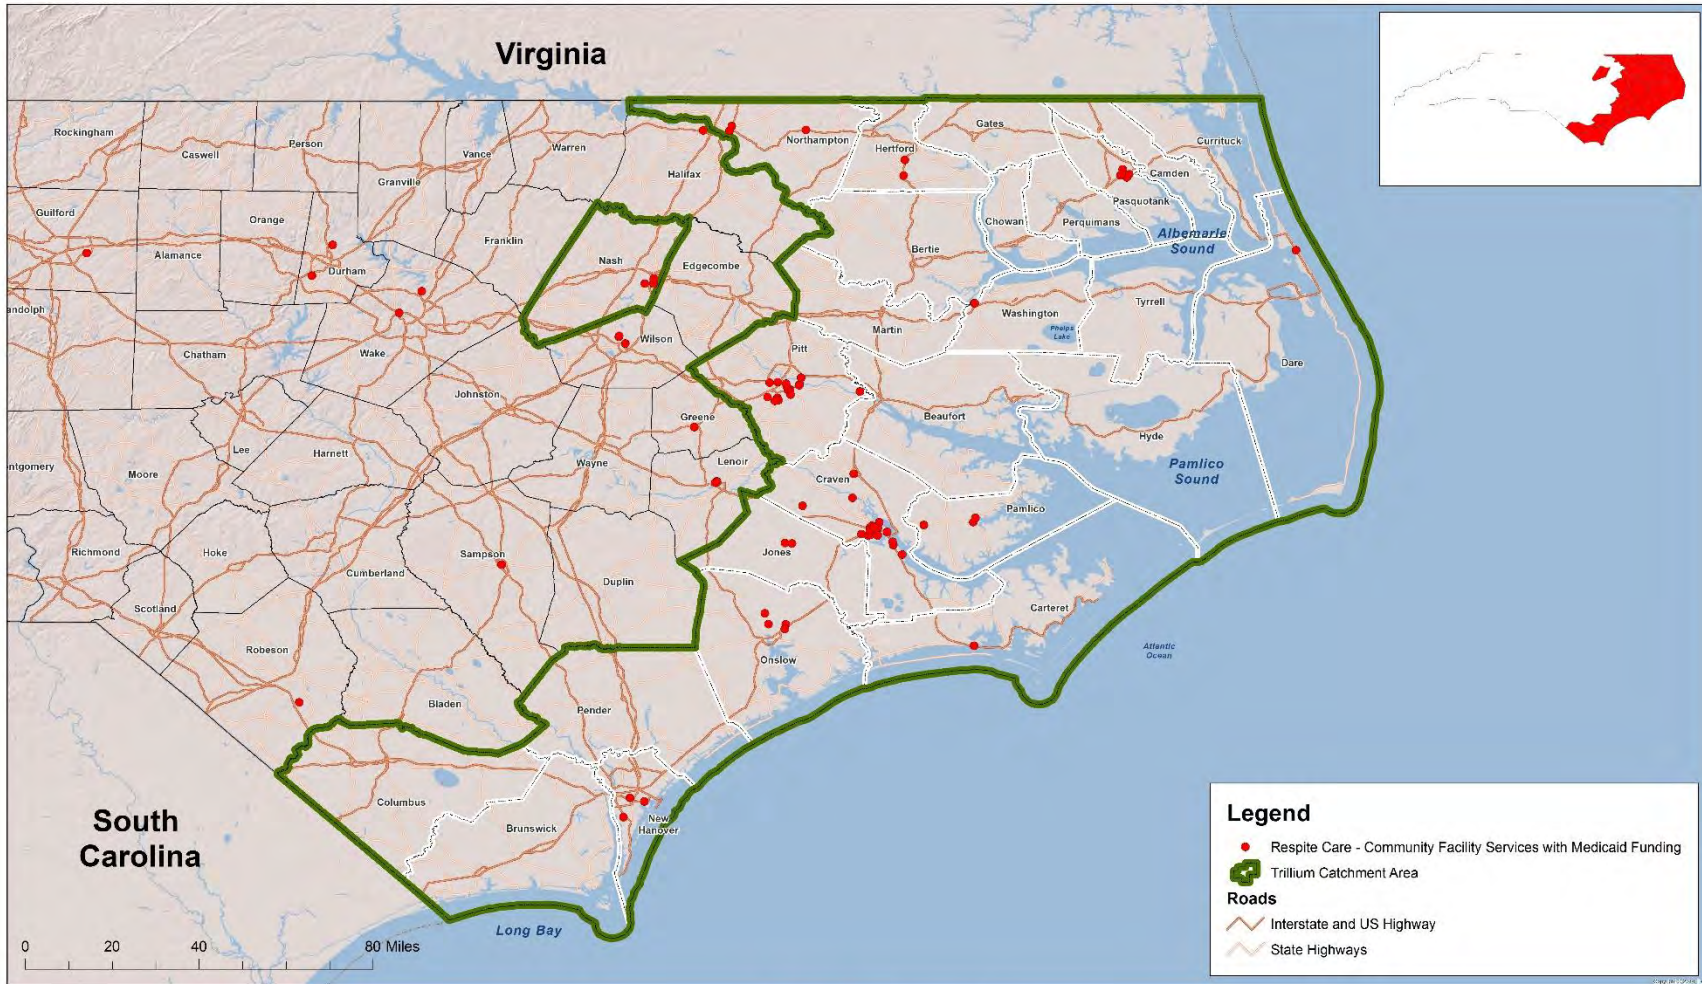 Virginia
Rockingham
Caswell
Person
Granville
Vance
Warren
Halifax
Northampton
Hertford
Gates
Currituck
Camden
Pasquotank
Perquimans
Chowan
Albemarle
Sound
Guilford
Alamance
Orange
Durham
Franklin
Nash
Edgecombe
Bertie
andolph
Chatham
Wake
Wilson
Martin
Washington
Phelps
Lake
Tyrrell
Dare
Pitt
Johnston
Greene
Beaufort
Hyde
ntgomery
Moore
Lee
Harnett
Wayne
Lenoir
Craven
Pamlico
Pamlico
Sound
Richmond
Hoke
Cumberland
Sampson
Duplin
Jones
Carteret
Scotland
Robeson
Bladen
Pender
Onslow
Atlantic
Ocean
Columbus
Brunswick
New
Hanover
South
Carolina
Long Bay
0 20 40 80 Miles
Legend
Respite Care - Community Facility Services with Medicaid Funding
Trillium Catchment Area
Roads
Interstate and US Highway
State Highways